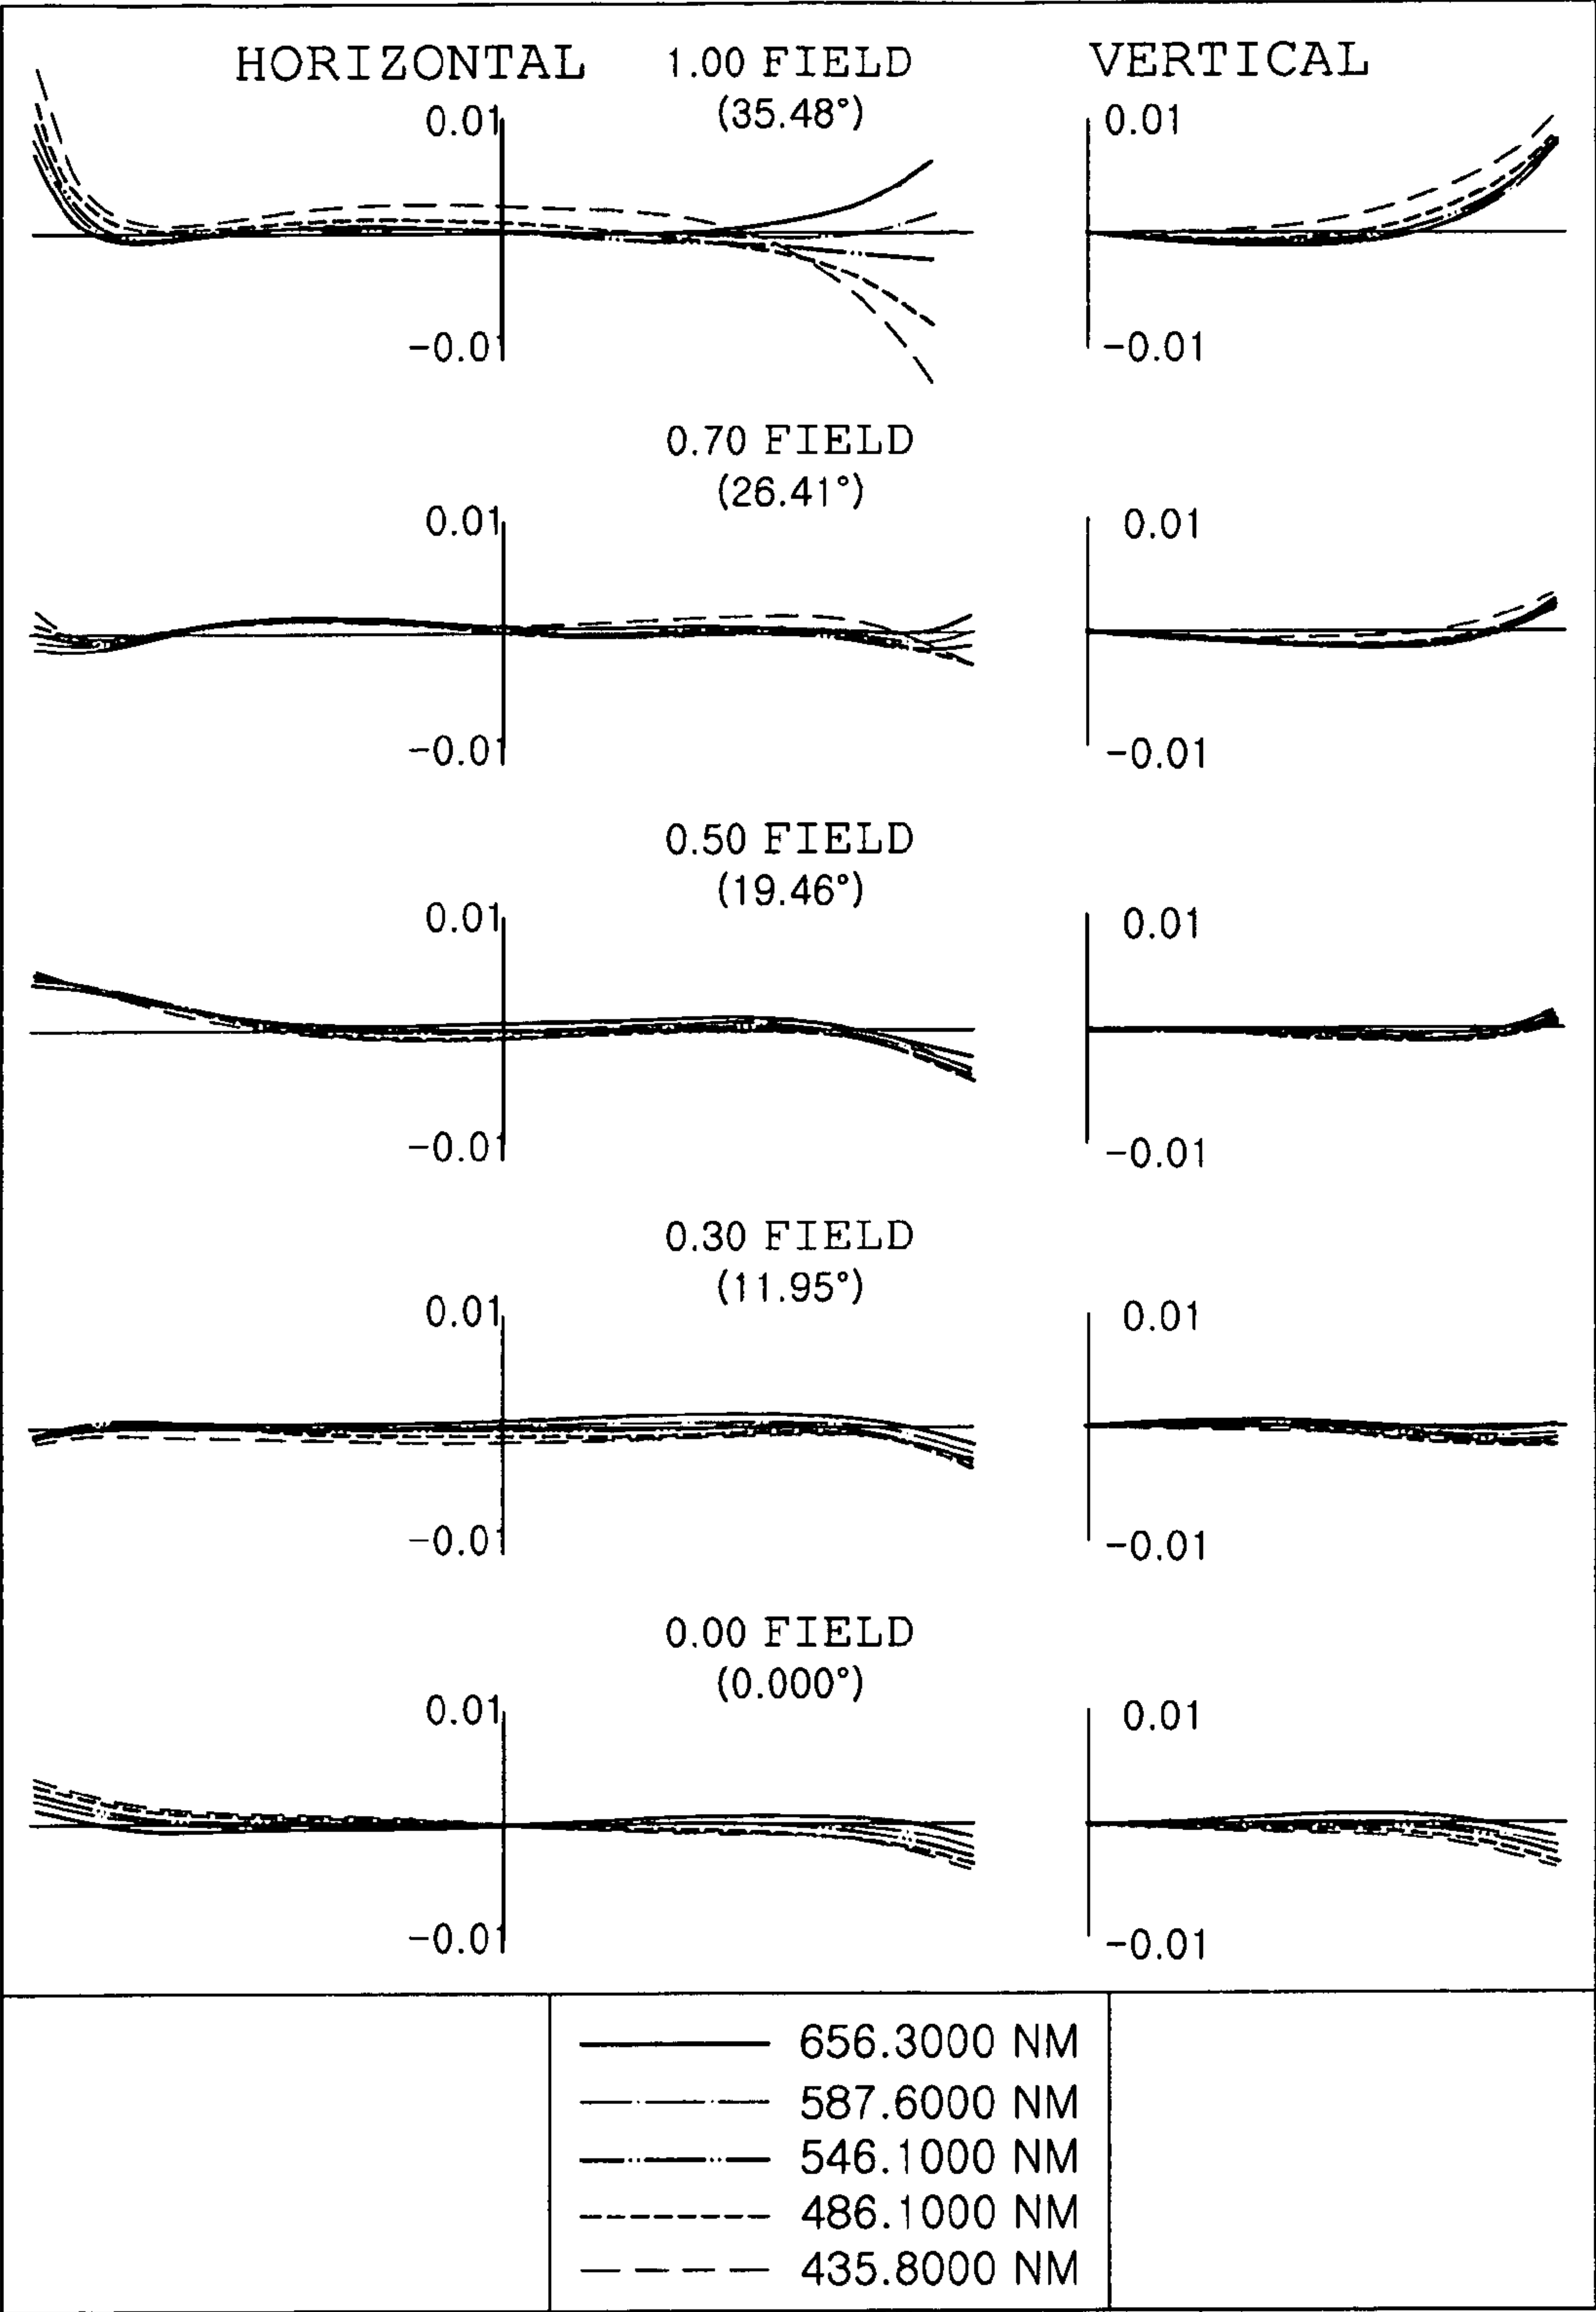 HORIZONTAL 1.00 FIELD VERTICAL
(35.48°)
0.01 0.01
-0.01 -0.01
0.70 FIELD
(26.41°)
0.01 0.01
-0.01 -0.01
0.50 FIELD
(19.46°)
0.01 0.01
-0.01 -0.01
0.30 FIELD
(11.95°)
0.01 0.01
-0.01 -0.01
0.00 FIELD
(0.000°)
0.01 0.01
-0.01 -0.01
656.3000 NM
587.6000 NM
546.1000 NM
486.1000 NM
435.8000 NM